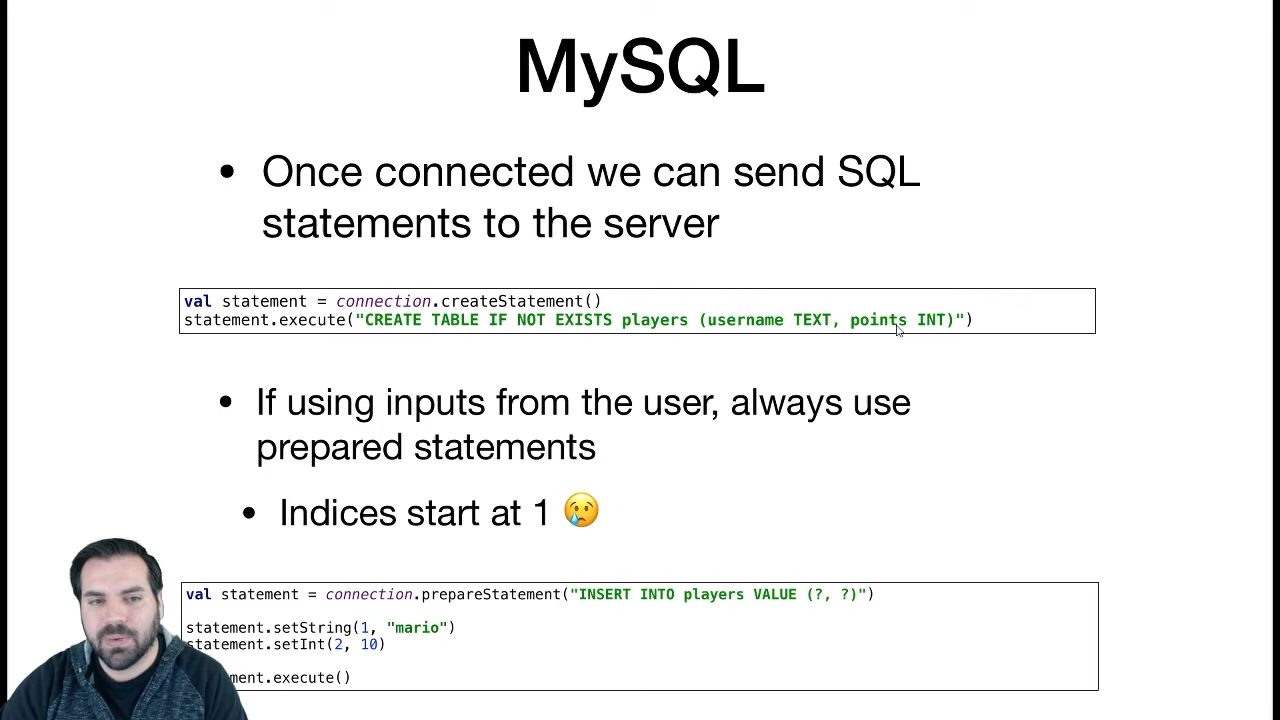 MySQL
• Once connected we can send SQL
statements to the server
val statement = connection.createStatement()
statement.execute("CREATE TABLE IF NOT EXISTS players (username TEXT, points INT)")
• If using inputs from the user, always use
prepared statements
• Indices start at 1 😢
val statement = connection.prepareStatement("INSERT INTO players VALUE (?, ?)")
statement.setString(1, "mario")
statement.setInt(2, 10)
ment.execute()